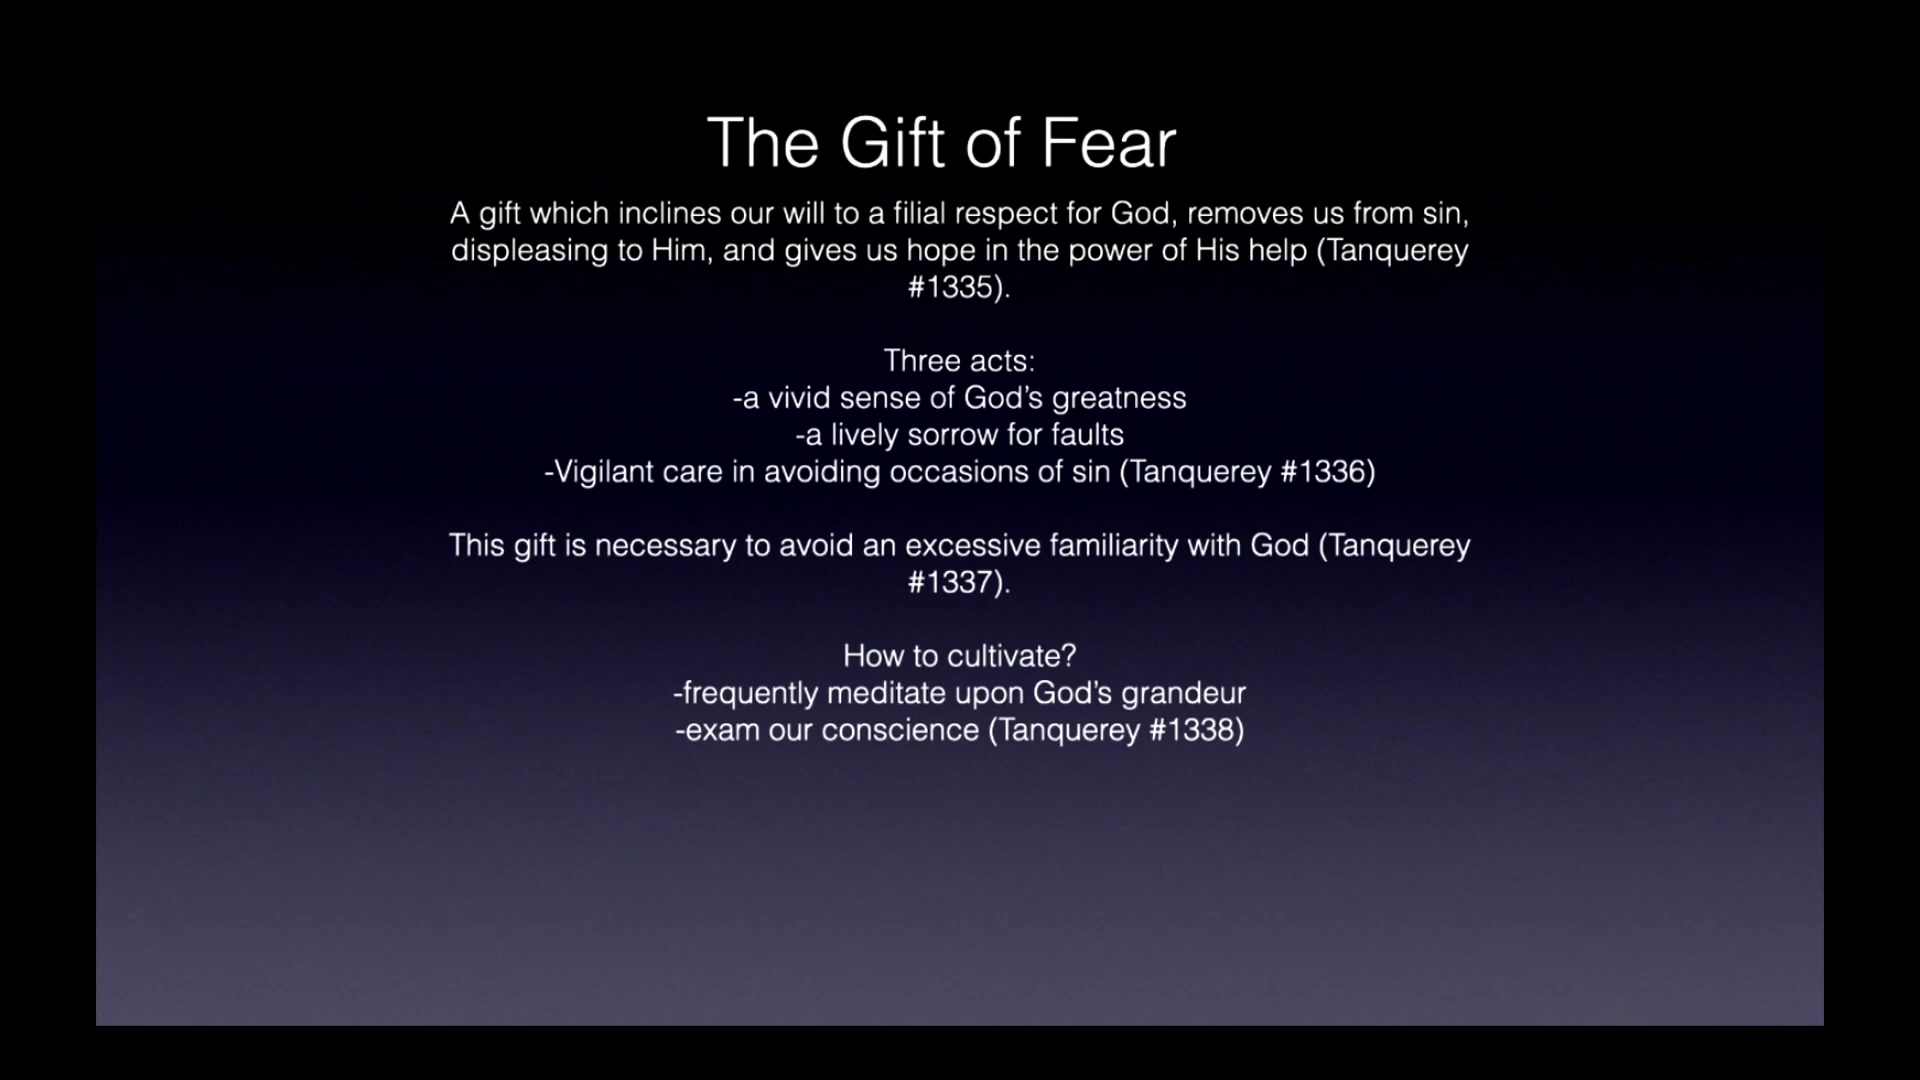 The Gift of Fear
A gift which inclines our will to a filial respect for God, removes us from sin,
displeasing to Him, and gives us hope in the power of His help (Tanquerey
#1335).
Three acts:
-a vivid sense of God’s greatness
-a lively sorrow for faults
-Vigilant care in avoiding occasions of sin (Tanquerey #1336)
This gift is necessary to avoid an excessive familiarity with God (Tanquerey
#1337).
How to cultivate?
-frequently meditate upon God’s grandeur
-exam our conscience (Tanquerey #1338)